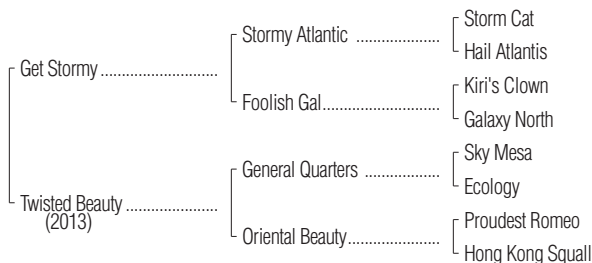 Storm Cat
Stormy Atlantic ....................
Hail Atlantis
Get Stormy ............................
Kiri's Clown
Foolish Gal............................
Galaxy North
Sky Mesa
General Quarters ..................
Ecology
Twisted Beauty ......................
(2013)
Proudest Romeo
Oriental Beauty......................
Hong Kong Squall